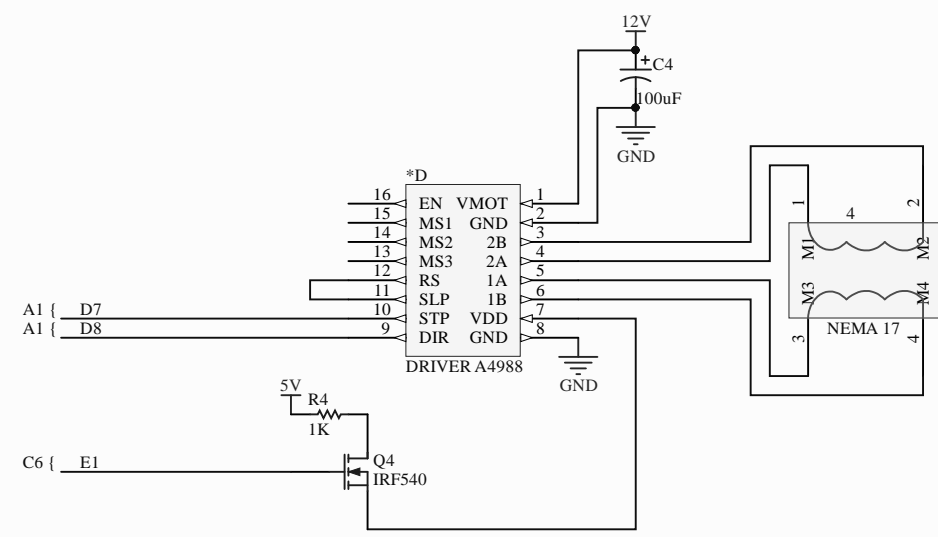 12V
+
C4
100uF
GND
*D
16 EN VMOT 1
15 MS1 GND 2
14 MS2 2B 3
13 MS3 2A 4
12 RS 1A 5
11 SLP 1B 6
A1 { D7 10 STP VDD 7
A1 { D8 9 DIR GND 8
DRIVER A4988
GND
1 4 2
M1 M2
M3 M4
NEMA 17
3 4
5V
R4
1K
C6 { E1
Q4
IRF540